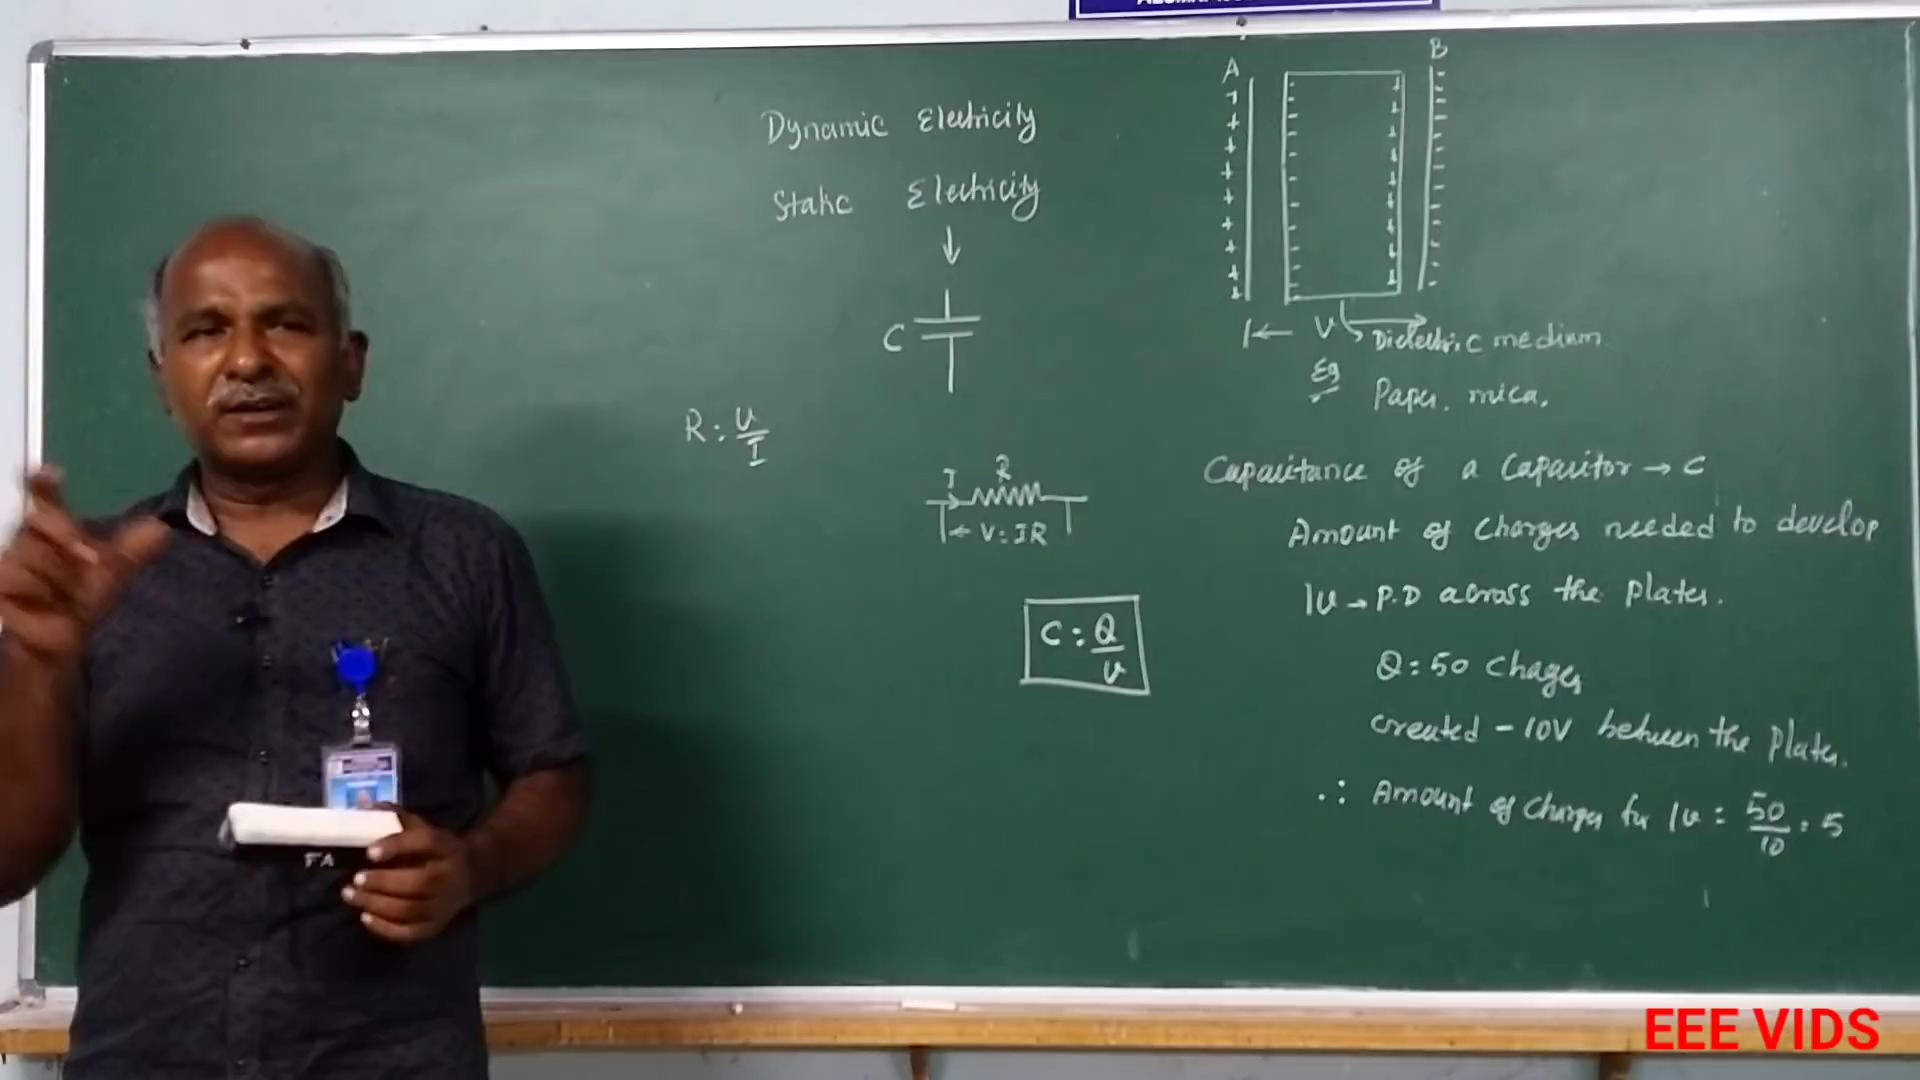 Dynamic Electricity
Static Electricity
C
R = V/I
I R
V = IR
C = Q/V
A B
V Dielectric medium
Eg Paper, mica.
Capacitance of a Capacitor → C
Amount of Charges needed to develop
1V → P.D across the Plates.
Q = 50 Chages
created - 10V between the Plates.
∴ Amount of Charges for 1V = 50/10 = 5
FA
EEE VIDS